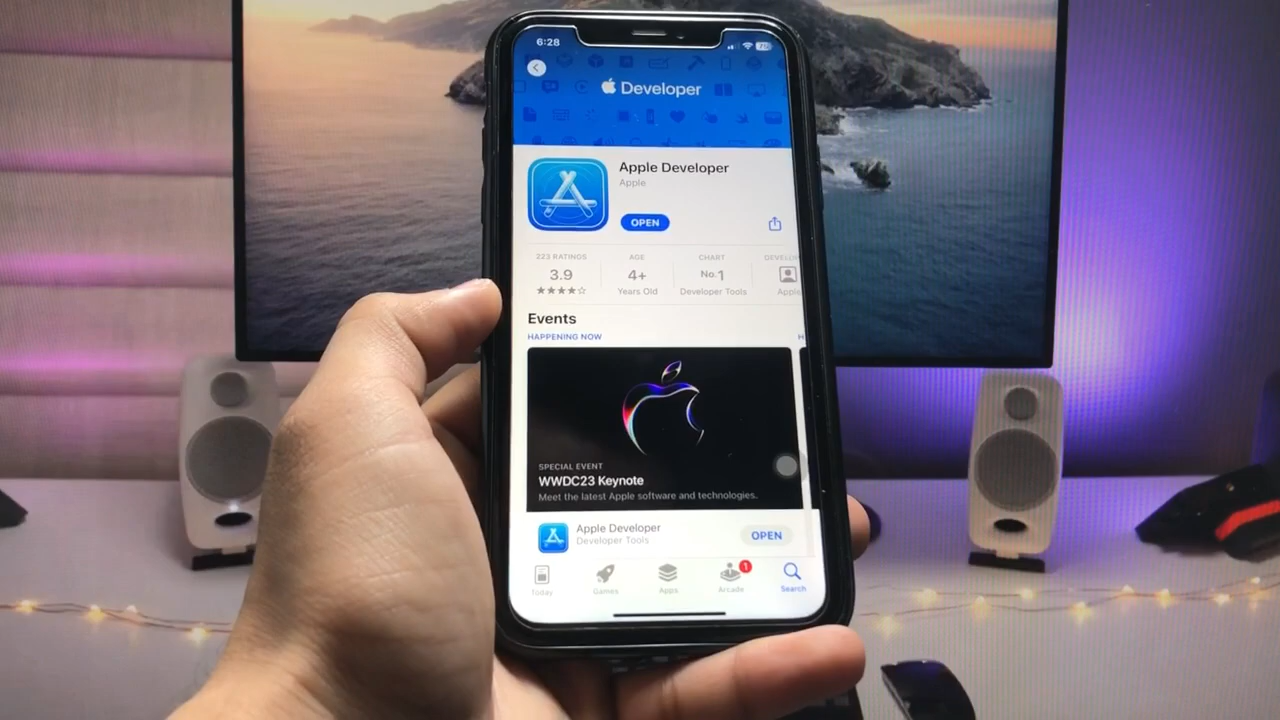 6:28
Developer
Apple Developer
Apple
OPEN
223 RATINGS
AGE
CHART
3.9
4+
No.1
Years Old
Developer Tools
Apple
Events
HAPPENING NOW
SPECIAL EVENT
WWDC23 Keynote
Meet the latest Apple software and technologies.
Apple Developer
Developer Tools
OPEN
Today
Games
Apps
Arcade
1
Search